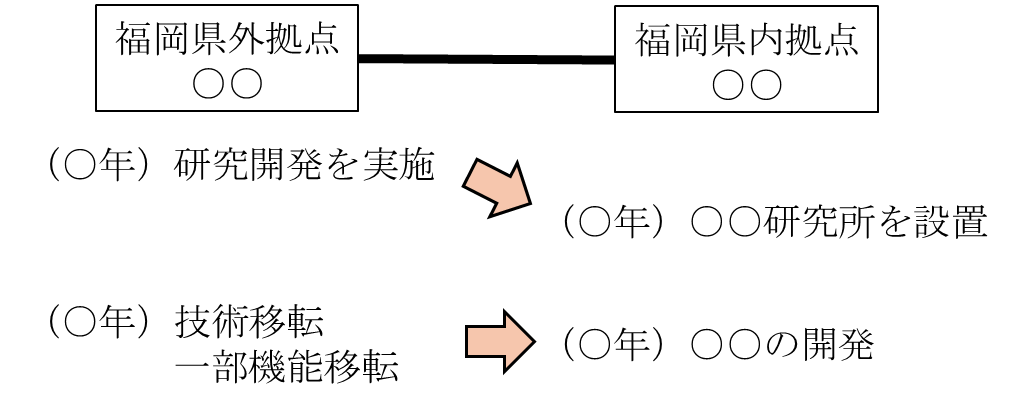 福岡県外拠点
○○
福岡県内拠点
○○
（○年）研究開発を実施
（○年）○○研究所を設置
（○年）技術移転
一部機能移転
（○年）○○の開発